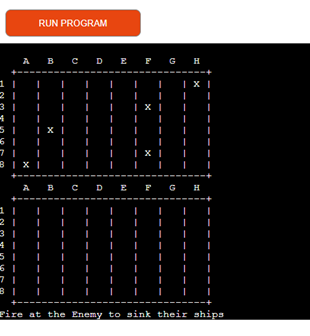 RUN PROGRAM
A B C D E F G H
+--------------------------------+
1 | | | | | | | | X |
2 | | | | | | | | |
3 | | | | | | X | | |
4 | | | | | | | | |
5 | | X | | | | | | |
6 | | | | | | | | |
7 | | | | | | X | | |
8 | X | | | | | | | |
+--------------------------------+
A B C D E F G H
+--------------------------------+
1 | | | | | | | | |
2 | | | | | | | | |
3 | | | | | | | | |
4 | | | | | | | | |
5 | | | | | | | | |
6 | | | | | | | | |
7 | | | | | | | | |
8 | | | | | | | | |
+--------------------------------+
Fire at the Enemy to sink their ships